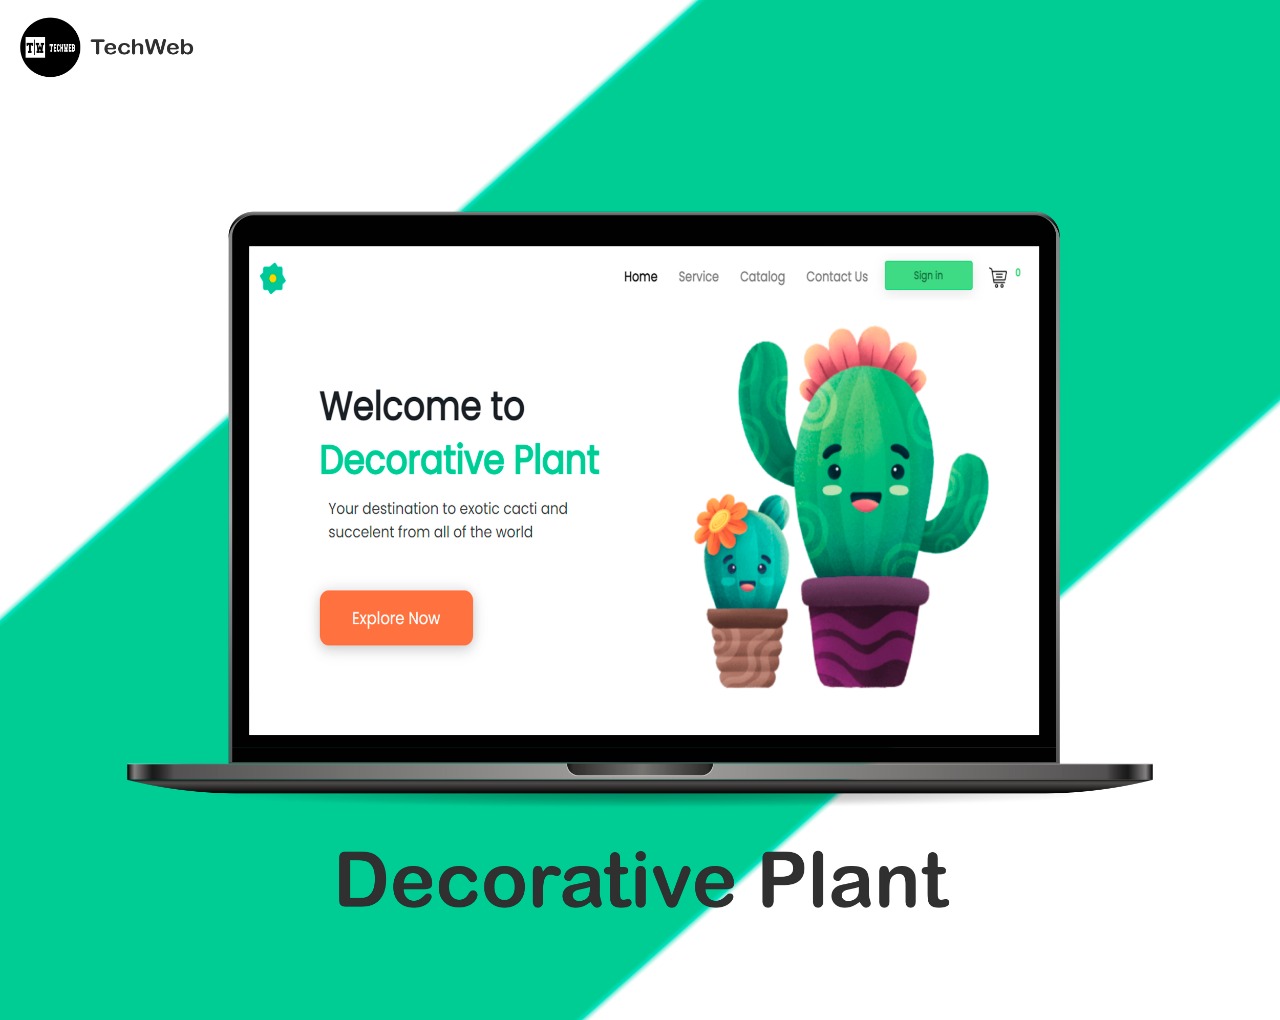 TW TECHWEB
TechWeb
Home Service Catalog Contact Us Sign in 0
Welcome to
Decorative Plant
Your destination to exotic cacti and
succelent from all of the world
Explore Now
Decorative Plant